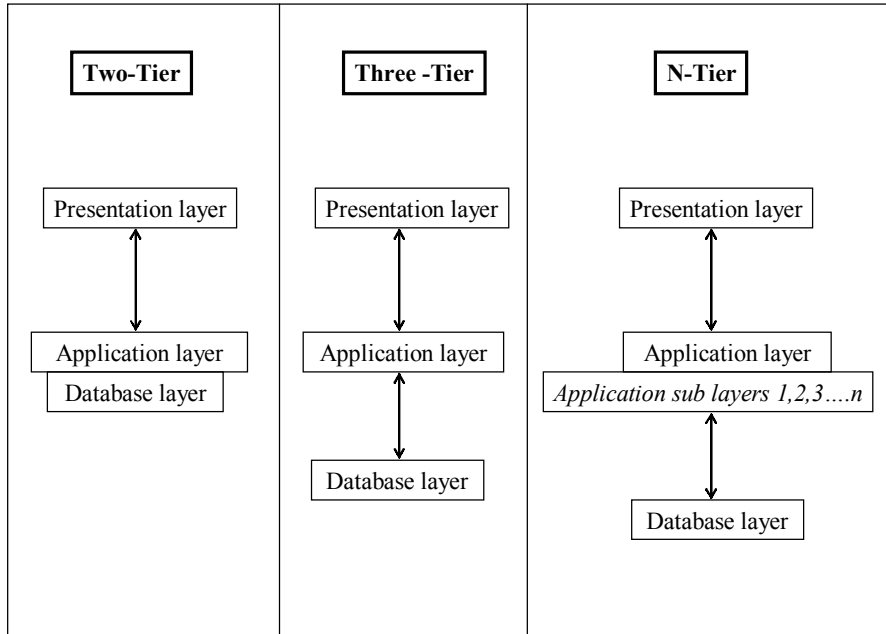 Two-Tier
Presentation layer
Application layer
Database layer
Three -Tier
Presentation layer
Application layer
Database layer
N-Tier
Presentation layer
Application layer
Application sub layers 1,2,3….n
Database layer